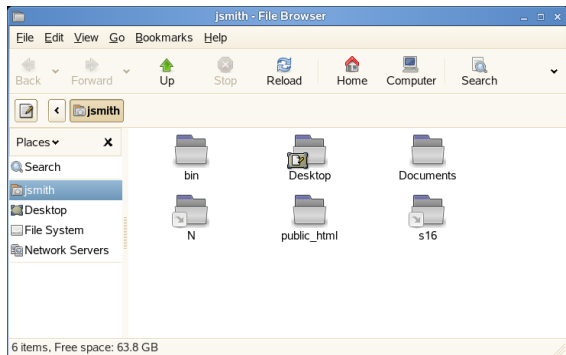 jsmith - File Browser
File Edit View Go Bookmarks Help
Back Forward Up Stop Reload Home Computer Search
jsmith
Places
Search
jsmith
Desktop
File System
Network Servers
bin Desktop Documents
N public_html s16
6 items, Free space: 63.8 GB